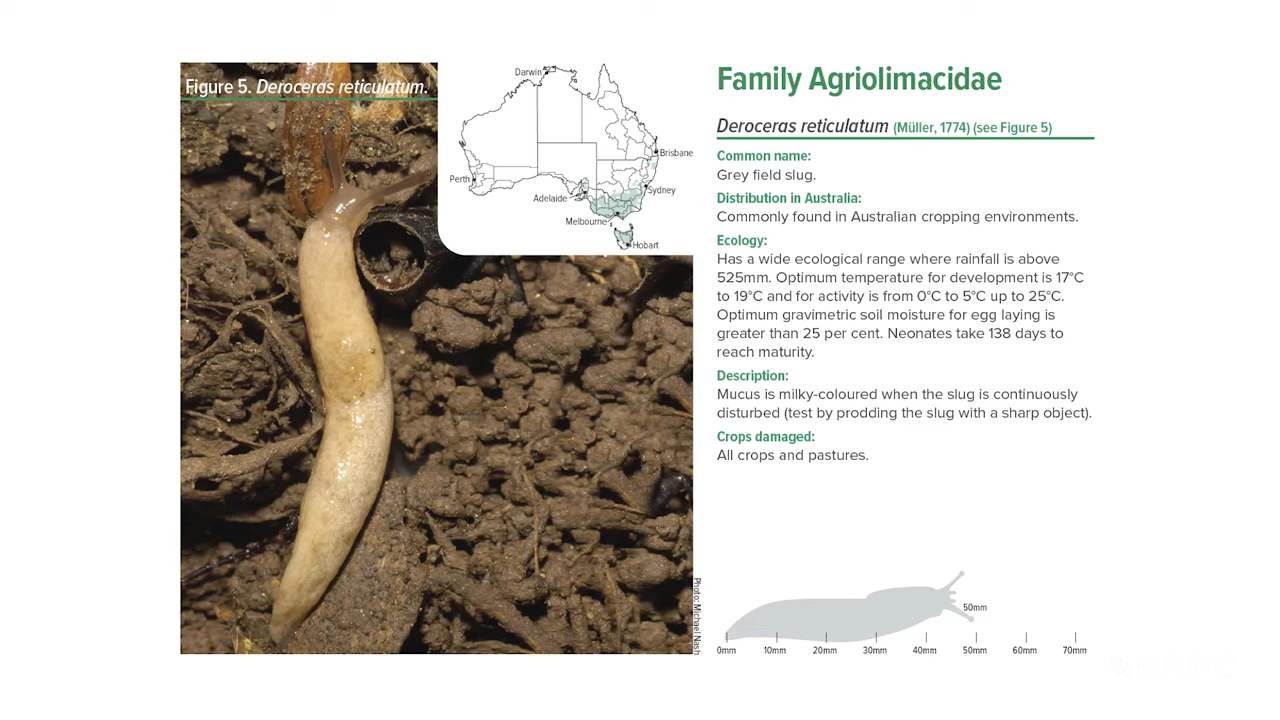 Figure 5. Deroceras reticulatum.
Darwin
Brisbane
Perth
Sydney
Adelaide
Melbourne
Hobart
Photo: Michael Nash
Family Agriolimacidae
Deroceras reticulatum (Müller, 1774) (see Figure 5)
Common name:
Grey field slug.
Distribution in Australia:
Commonly found in Australian cropping environments.
Ecology:
Has a wide ecological range where rainfall is above
525mm. Optimum temperature for development is 17°C
to 19°C and for activity is from 0°C to 5°C up to 25°C.
Optimum gravimetric soil moisture for egg laying is
greater than 25 per cent. Neonates take 138 days to
reach maturity.
Description:
Mucus is milky-coloured when the slug is continuously
disturbed (test by prodding the slug with a sharp object).
Crops damaged:
All crops and pastures.
50mm
0mm 10mm 20mm 30mm 40mm 50mm 60mm 70mm